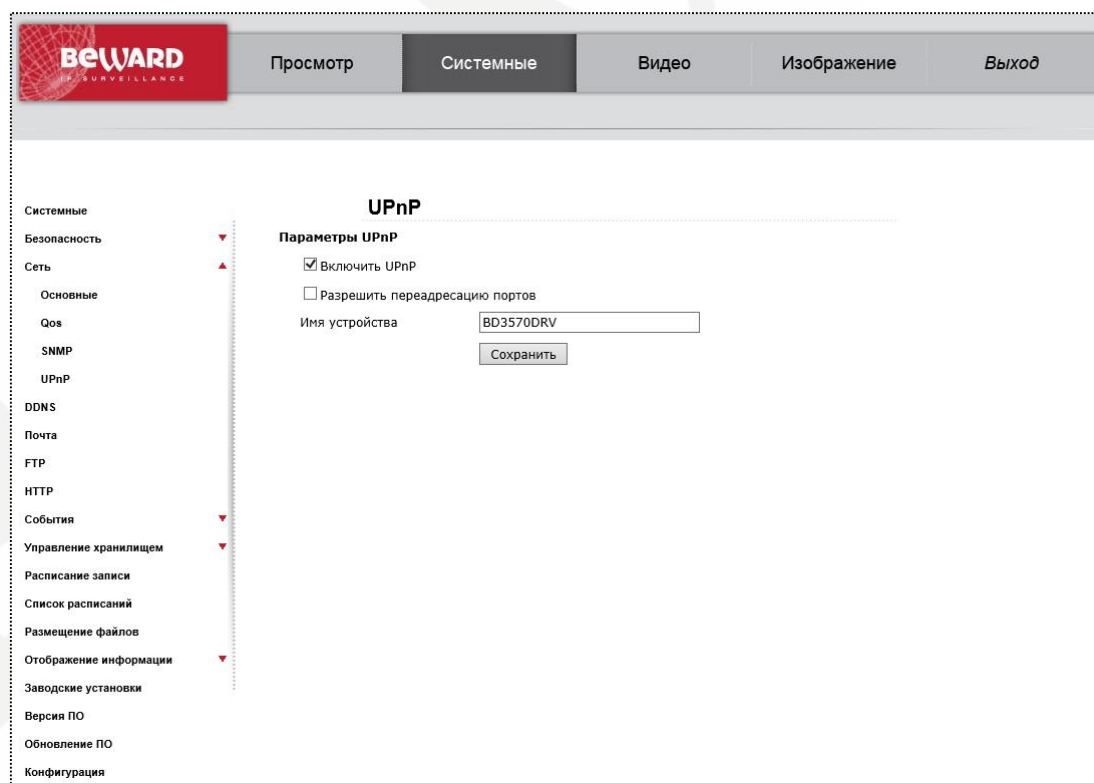 BEWARD
IP SURVEILLANCE
Просмотр
Системные
Видео
Изображение
Выход
Системные
Безопасность
Сеть
Основные
Qos
SNMP
UPnP
DDNS
Почта
FTP
HTTP
События
Управление хранилищем
Расписание записи
Список расписаний
Размещение файлов
Отображение информации
Заводские установки
Версия ПО
Обновление ПО
Конфигурация
UPnP
Параметры UPnP
Включить UPnP
Разрешить переадресацию портов
Имя устройства BD3570DRV
Сохранить